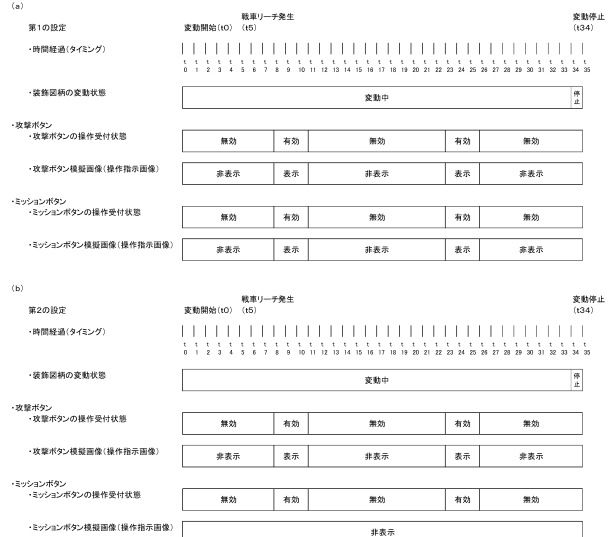 (a)
戦車リーチ発生
変動停止
第1の設定
変動開始(t0) (t5)
(t34)
・時間経過(タイミング)
t t t t t t t t t t t t t t t t t t t t t t t t t t t t t t t t t t t t
0 1 2 3 4 5 6 7 8 9 10 11 12 13 14 15 16 17 18 19 20 21 22 23 24 25 26 27 28 29 30 31 32 33 34 35
・装飾図柄の変動状態
変動中
停止
・攻撃ボタン
・攻撃ボタンの操作受付状態
無効 有効 無効 有効 無効
・攻撃ボタン模擬画像(操作指示画像)
非表示 表示 非表示 表示 非表示
・ミッションボタン
・ミッションボタンの操作受付状態
無効 有効 無効 有効 無効
・ミッションボタン模擬画像(操作指示画像)
非表示 表示 非表示 表示 非表示
(b)
戦車リーチ発生
変動停止
第2の設定
変動開始(t0) (t5)
(t34)
・時間経過(タイミング)
t t t t t t t t t t t t t t t t t t t t t t t t t t t t t t t t t t t t
0 1 2 3 4 5 6 7 8 9 10 11 12 13 14 15 16 17 18 19 20 21 22 23 24 25 26 27 28 29 30 31 32 33 34 35
・装飾図柄の変動状態
変動中
停止
・攻撃ボタン
・攻撃ボタンの操作受付状態
無効 有効 無効 有効 無効
・攻撃ボタン模擬画像(操作指示画像)
非表示 表示 非表示 表示 非表示
・ミッションボタン
・ミッションボタンの操作受付状態
無効 有効 無効 有効 無効
・ミッションボタン模擬画像(操作指示画像)
非表示